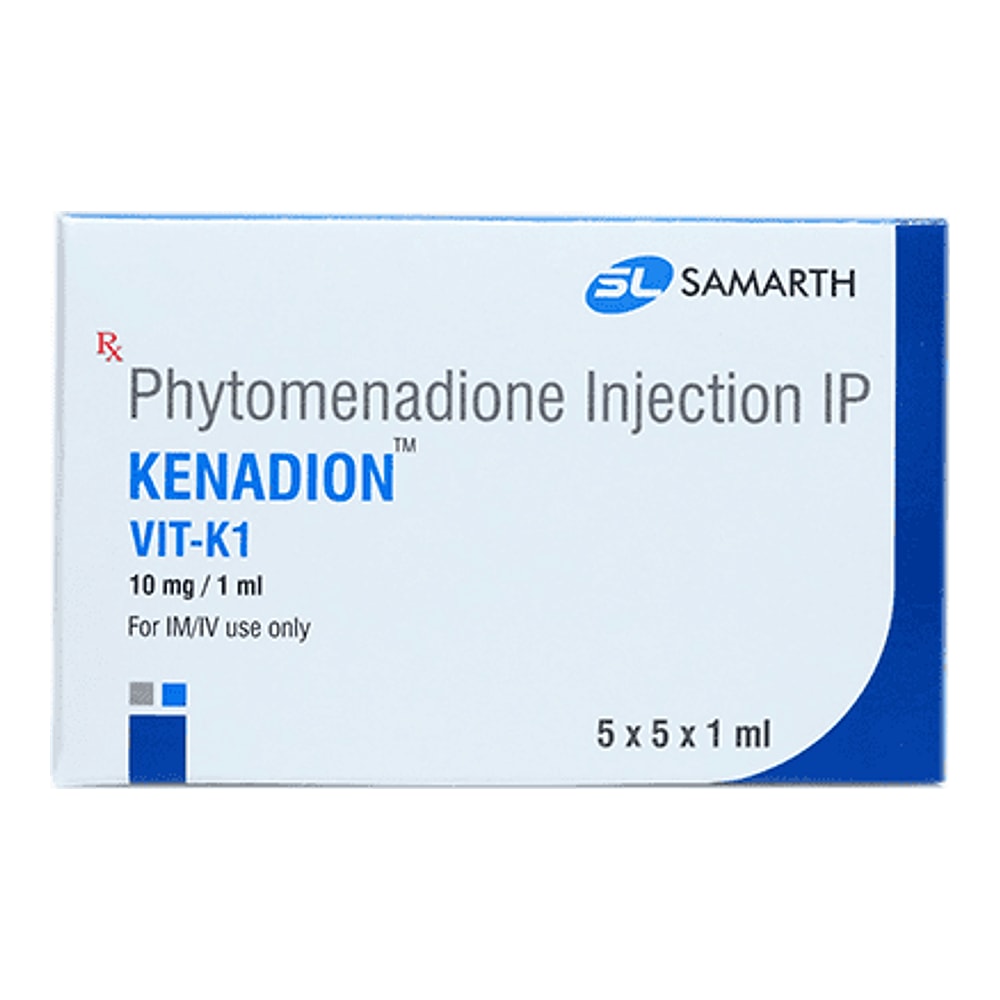 SL SAMARTH
Rx
Phytomenadione Injection IP
KENADION™
VIT-K1
10 mg / 1 ml
For IM/IV use only
5 x 5 x 1 ml